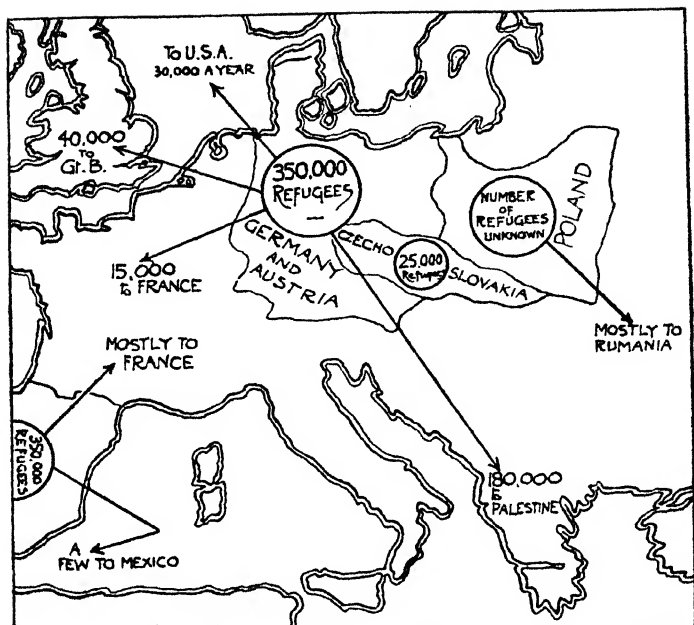 TO U.S.A.
30,000 A YEAR
40,000
TO
Gt. B.
350,000
REFUGEES
15,000
to FRANCE
GERMANY
AND
AUSTRIA
CZECHO
SLOVAKIA
25,000
Refugees
NUMBER
OF
REFUGEES
UNKNOWN
POLAND
MOSTLY TO
RUMANIA
MOSTLY TO
FRANCE
350,000
REFUGEES
A
FEW TO MEXICO
180,000
to
PALESTINE